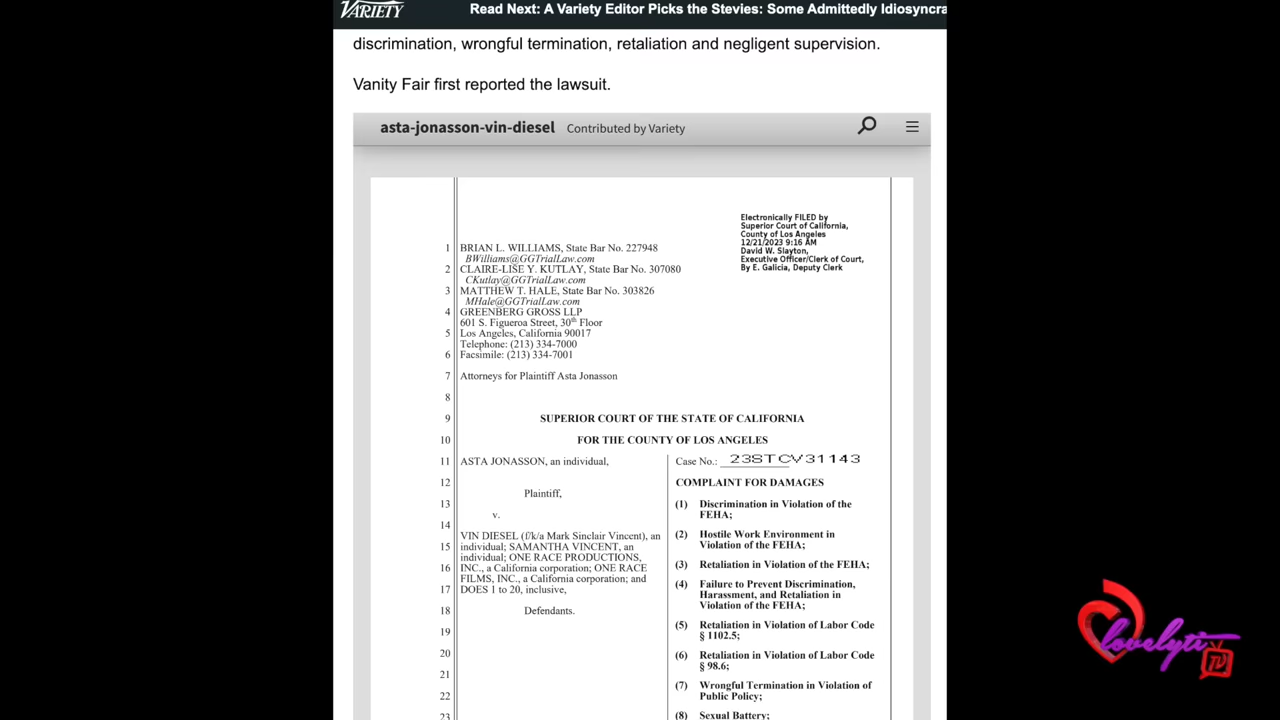 VARIETY
Read Next: A Variety Editor Picks the Stevies: Some Admittedly Idiosyncra
discrimination, wrongful termination, retaliation and negligent supervision.
Vanity Fair first reported the lawsuit.
asta-jonasson-vin-diesel Contributed by Variety
Electronically FILED by
Superior Court of California,
County of Los Angeles
12/21/2023 9:16 AM
David W. Slayton,
Executive Officer/Clerk of Court,
By E. Galicia, Deputy Clerk
1 BRIAN L. WILLIAMS, State Bar No. 227948
BWilliams@GGTrialLaw.com
2 CLAIRE-LISE Y. KUTLAY, State Bar No. 307080
CKutlay@GGTrialLaw.com
3 MATTHEW T. HALE, State Bar No. 303826
MHale@GGTrialLaw.com
4 GREENBERG GROSS LLP
601 S. Figueroa Street, 30th Floor
5 Los Angeles, California 90017
Telephone: (213) 334-7000
6 Facsimile: (213) 334-7001
7 Attorneys for Plaintiff Asta Jonasson
8
9 SUPERIOR COURT OF THE STATE OF CALIFORNIA
10 FOR THE COUNTY OF LOS ANGELES
11 ASTA JONASSON, an individual,
12
Plaintiff,
13
v.
14
VIN DIESEL (f/k/a Mark Sinclair Vincent), an
15 individual; SAMANTHA VINCENT, an
individual; ONE RACE PRODUCTIONS,
16 INC., a California corporation; ONE RACE
FILMS, INC., a California corporation; and
17 DOES 1 to 20, inclusive,
18 Defendants.
19
20
21
22
23
Case No.: 23STCV31143
COMPLAINT FOR DAMAGES
(1) Discrimination in Violation of the
FEHA;
(2) Hostile Work Environment in
Violation of the FEHA;
(3) Retaliation in Violation of the FEHA;
(4) Failure to Prevent Discrimination,
Harassment, and Retaliation in
Violation of the FEHA;
(5) Retaliation in Violation of Labor Code
§ 1102.5;
(6) Retaliation in Violation of Labor Code
§ 98.6;
(7) Wrongful Termination in Violation of
Public Policy;
(8) Sexual Battery;
lovelyti
TV